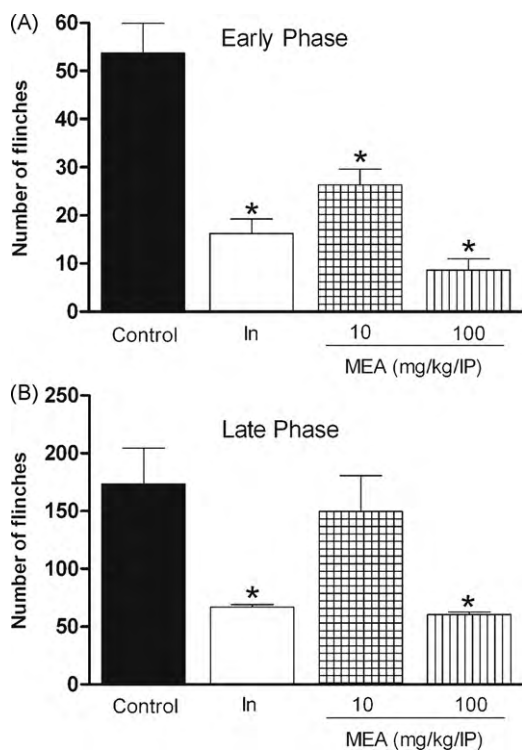 (A)
Early Phase
Number of flinches
60
50
40
30
20
10
0
*
*
*
Control In 10 100
MEA (mg/kg/IP)
(B)
Late Phase
Number of flinches
250
200
150
100
50
0
*
*
Control In 10 100
MEA (mg/kg/IP)